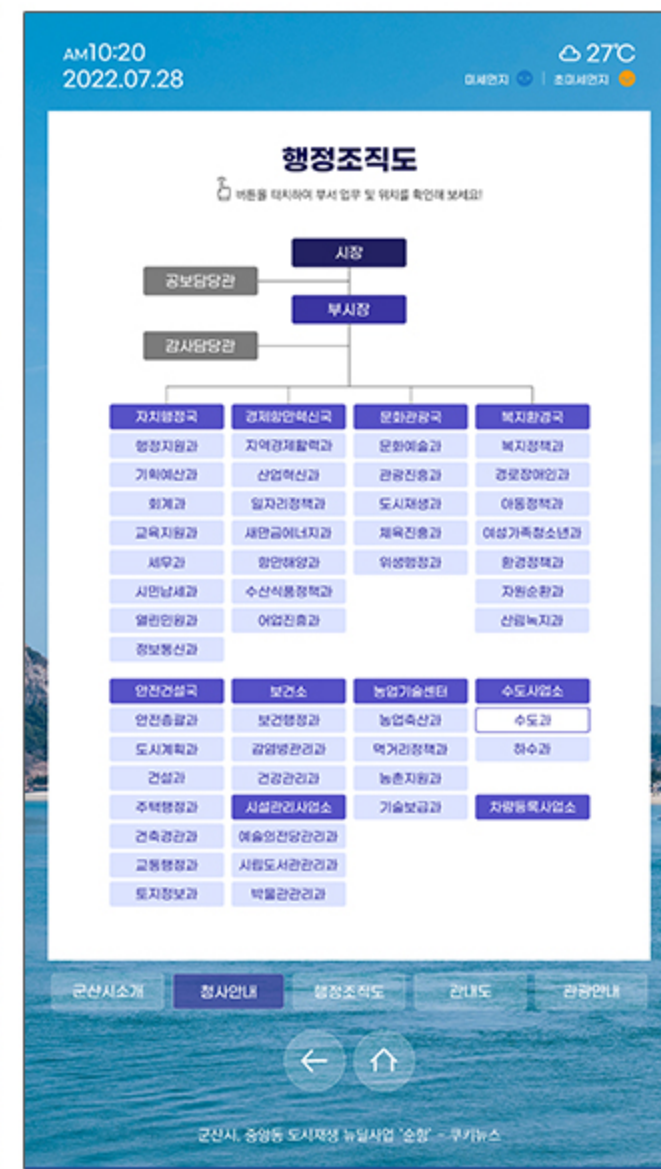 AM10:20
27℃
2022.07.28
미세먼지 초미세먼지
행정조직도
버튼을 터치하여 부서 업무 및 위치를 확인해 보세요!
시장
공보담당관
부시장
감사담당관
자치행정국 경제항만혁신국 문화관광국 복지환경국
행정지원과 지역경제활력과 문화예술과 복지정책과
기획예산과 산업혁신과 관광진흥과 경로장애인과
회계과 일자리정책과 도시재생과 아동정책과
교육지원과 새만금에너지과 체육진흥과 여성가족청소년과
세무과 항만해양과 위생행정과 환경정책과
시민납세과 수산식품정책과 자원순환과
열린민원과 어업진흥과 산림녹지과
정보통신과
안전건설국 보건소 농업기술센터 수도사업소
안전총괄과 보건행정과 농업축산과 수도과
도시계획과 감염병관리과 먹거리정책과 하수과
건설과 건강관리과 농촌지원과
주택행정과 시설관리사업소 기술보급과 차량등록사업소
건축경관과 예술의전당관리과
교통행정과 시립도서관관리과
토지정보과 박물관관리과
군산시소개 청사안내 행정조직도 관내도 관광안내
군산시, 중앙동 도시재생 뉴딜사업 '순항' - 쿠키뉴스